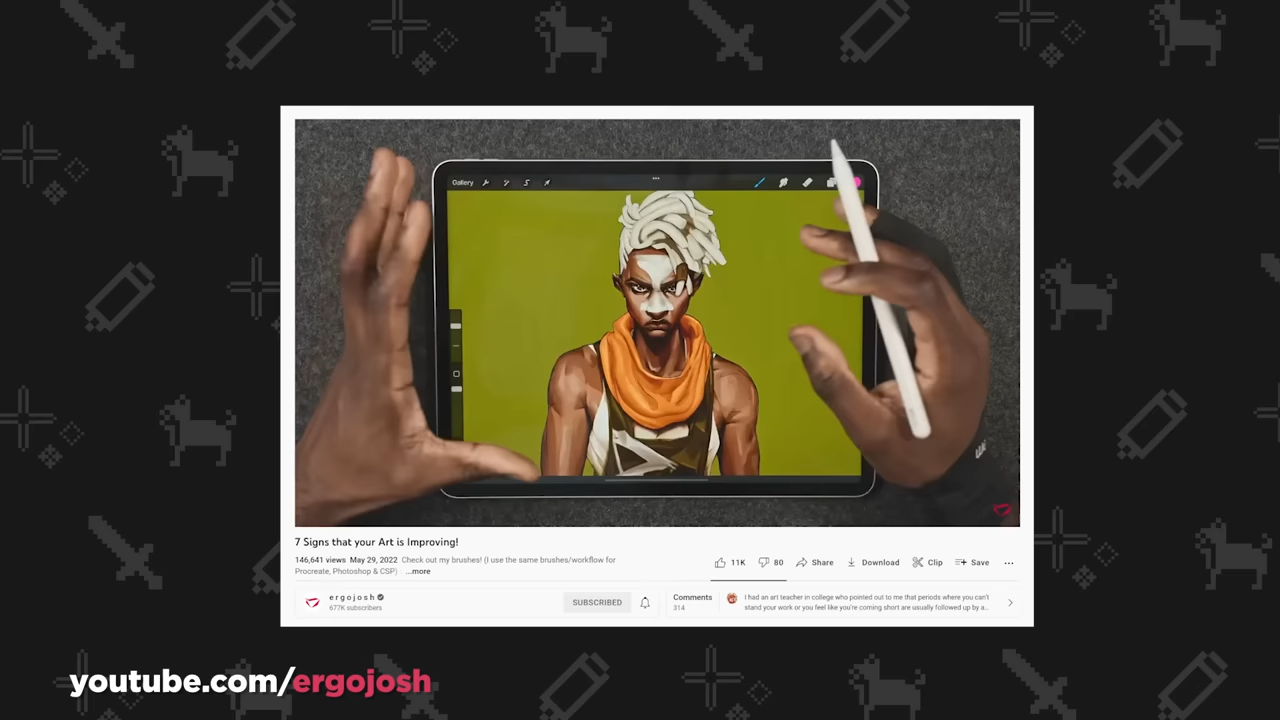 Gallery
7 Signs that your Art is Improving!
146,641 views May 29, 2022 Check out my brushes! (I use the same brushes/workflow for
Procreate, Photoshop & CSP) ...more
11K 80 Share Download Clip Save
ergojosh
677K subscribers
SUBSCRIBED
Comments
314
I had an art teacher in college who pointed out to me that periods where you can't
stand your work or you feel like you're coming short are usually followed up by a...
youtube.com/ergojosh